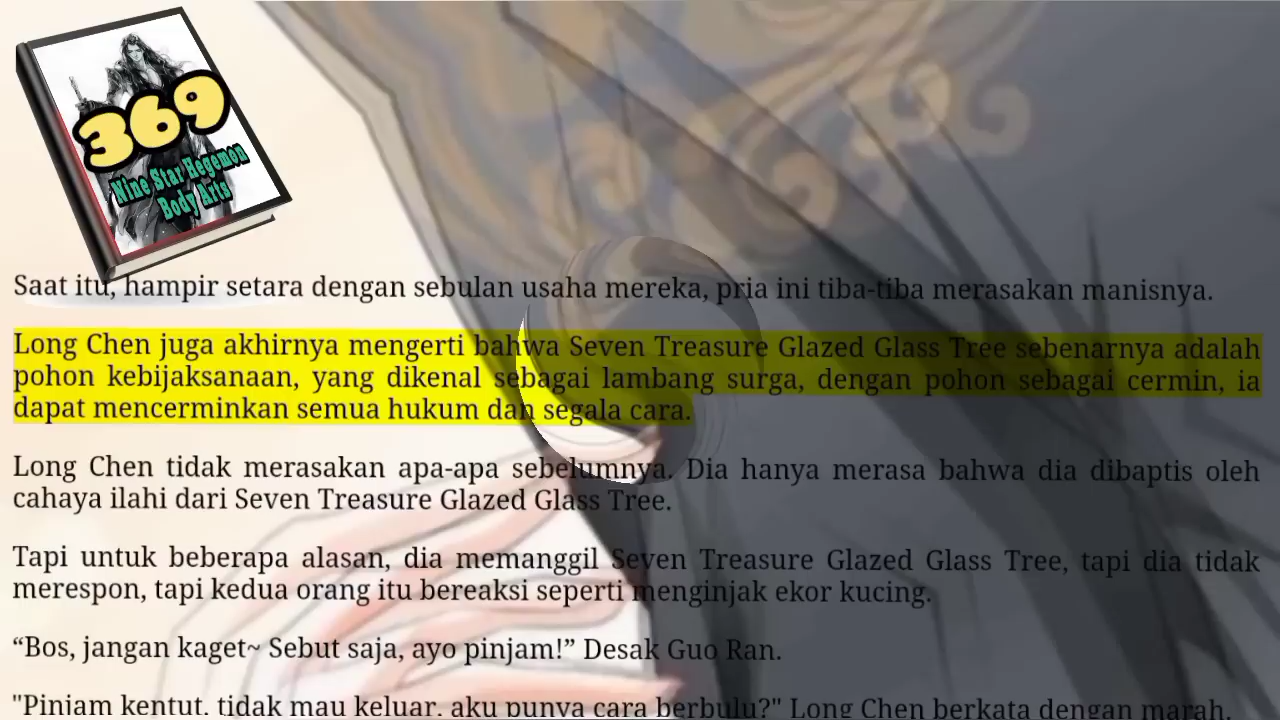 369
Nine Star Hegemon
Body Arts
Saat itu, hampir setara dengan sebulan usaha mereka, pria ini tiba-tiba merasakan manisnya.
Long Chen juga akhirnya mengerti bahwa Seven Treasure Glazed Glass Tree sebenarnya adalah
pohon kebijaksanaan, yang dikenal sebagai lambang surga, dengan pohon sebagai cermin, ia
dapat mencerminkan semua hukum dan segala cara.
Long Chen tidak merasakan apa-apa sebelumnya. Dia hanya merasa bahwa dia dibaptis oleh
cahaya ilahi dari Seven Treasure Glazed Glass Tree.
Tapi untuk beberapa alasan, dia memanggil Seven Treasure Glazed Glass Tree, tapi dia tidak
merespon, tapi kedua orang itu bereaksi seperti menginjak ekor kucing.
“Bos, jangan kaget~ Sebut saja, ayo pinjam!” Desak Guo Ran.
"Pinjam kentut, tidak mau keluar, aku punya cara berbulu?" Long Chen berkata dengan marah.